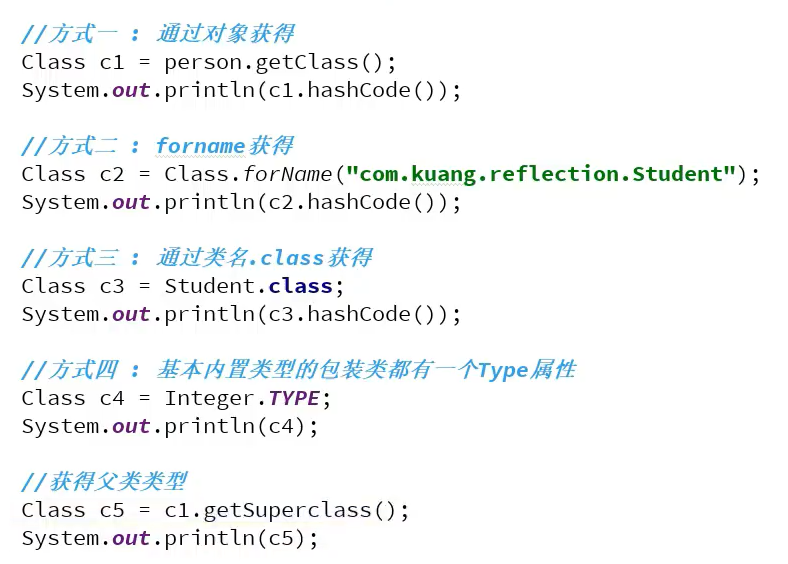 //方式一 : 通过对象获得
Class c1 = person.getClass();
System.out.println(c1.hashCode());
//方式二 : forname获得
Class c2 = Class.forName("com.kuang.reflection.Student");
System.out.println(c2.hashCode());
//方式三 : 通过类名.class获得
Class c3 = Student.class;
System.out.println(c3.hashCode());
//方式四 : 基本内置类型的包装类都有一个Type属性
Class c4 = Integer.TYPE;
System.out.println(c4);
//获得父类类型
Class c5 = c1.getSuperclass();
System.out.println(c5);